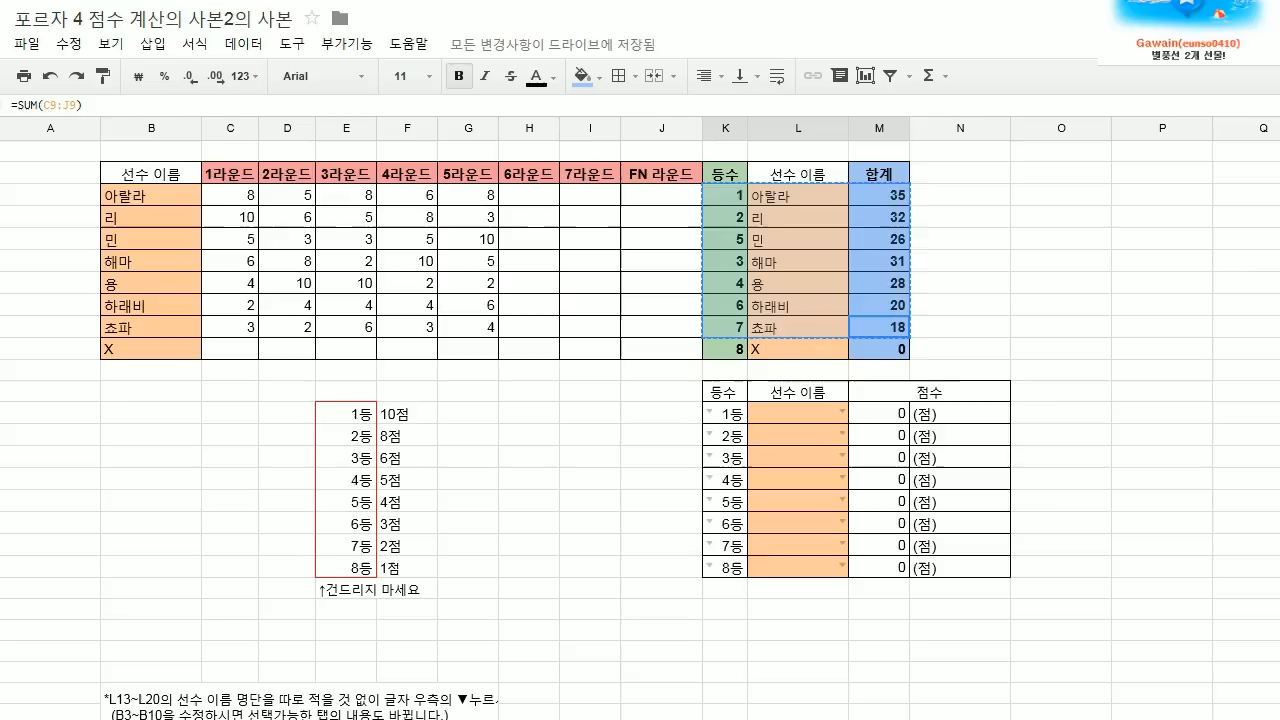 포르자 4 점수 계산의 사본2의 사본
Gawain(eunso0410)
별풍선 2개 선물!
파일 수정 보기 삽입 서식 데이터 도구 부가기능 도움말 모든 변경사항이 드라이브에 저장됨
₩ % .0 .00 123 Arial 11 B I S A Σ
=SUM(C9:J9)
A B C D E F G H I J K L M N O P Q
선수 이름 1라운드 2라운드 3라운드 4라운드 5라운드 6라운드 7라운드 FN 라운드 등수 선수 이름 합계
아랄라 8 5 8 6 8 1 아랄라 35
리 10 6 5 8 3 2 리 32
민 5 3 3 5 10 5 민 26
해마 6 8 2 10 5 3 해마 31
용 4 10 10 2 2 4 용 28
하래비 2 4 4 4 6 6 하래비 20
쵸파 3 2 6 3 4 7 쵸파 18
X 8 X 0
등수 선수 이름 점수
1등 10점 1등 0 (점)
2등 8점 2등 0 (점)
3등 6점 3등 0 (점)
4등 5점 4등 0 (점)
5등 4점 5등 0 (점)
6등 3점 6등 0 (점)
7등 2점 7등 0 (점)
8등 1점 8등 0 (점)
↑건드리지 마세요
*L13~L20의 선수 이름 명단을 따로 적을 것 없이 글자 우측의 ▼누르
(B3~B10을 수정하시면 선택가능한 탭의 내용도 바뀝니다.)